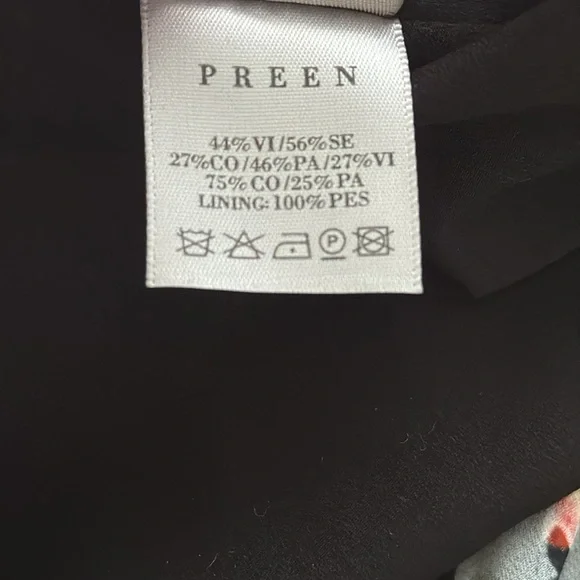 PREEN
44%VI/56%SE
27%CO/46%PA/27%VI
75%CO/25%PA
LINING: 100% PES
P